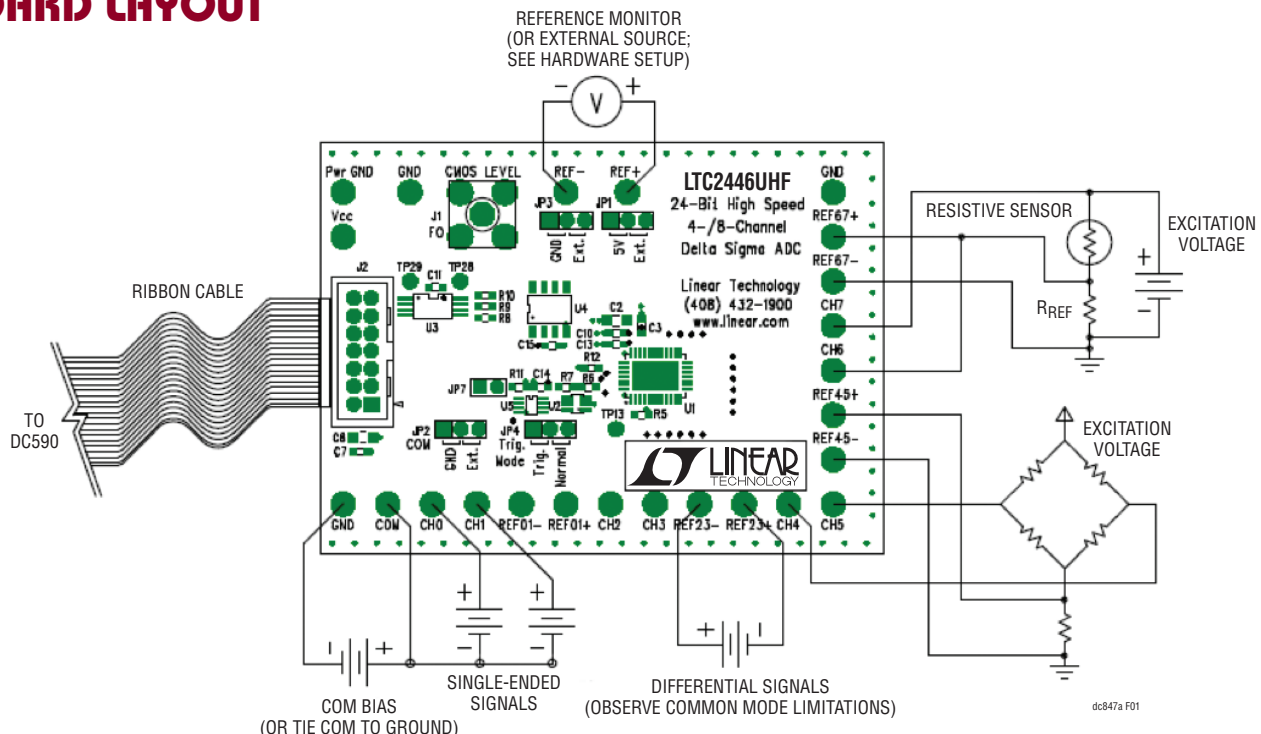 BOARD LAYOUT
REFERENCE MONITOR
(OR EXTERNAL SOURCE;
SEE HARDWARE SETUP)
− V +
Pwr GND
GND
CMOS LEVEL
REF-
REF+
LTC2446UHF
GND
24-Bit High Speed
4-/8-Channel
Delta Sigma ADC
Vcc
J1
FO
JP3
GND
Ext.
JP1
5V
Ext.
REF67+
RESISTIVE SENSOR
EXCITATION
VOLTAGE
+
−
REF67-
RREF
Linear Technology
(408) 432-1900
www.linear.com
CH7
CH6
RIBBON CABLE
J2
TP29
C11
TP28
U3
R10
R9
R8
U4
C15
C2
C3
C10
C13
R12
JP7
R11
C14
R7
R6
U5
U2
TP13
R5
U1
TO
DC590
C8
C7
JP2
COM
GND
Ext.
JP4
Trig.
Mode
Trig.
Normal
LT LINEAR
TECHNOLOGY
REF45+
REF45-
EXCITATION
VOLTAGE
GND
COM
CH0
CH1
REF01-
REF01+
CH2
CH3
REF23-
REF23+
CH4
CH5
+ +
− −
− +
+ −
COM BIAS
(OR TIE COM TO GROUND)
SINGLE-ENDED
SIGNALS
DIFFERENTIAL SIGNALS
(OBSERVE COMMON MODE LIMITATIONS)
dc847a F01